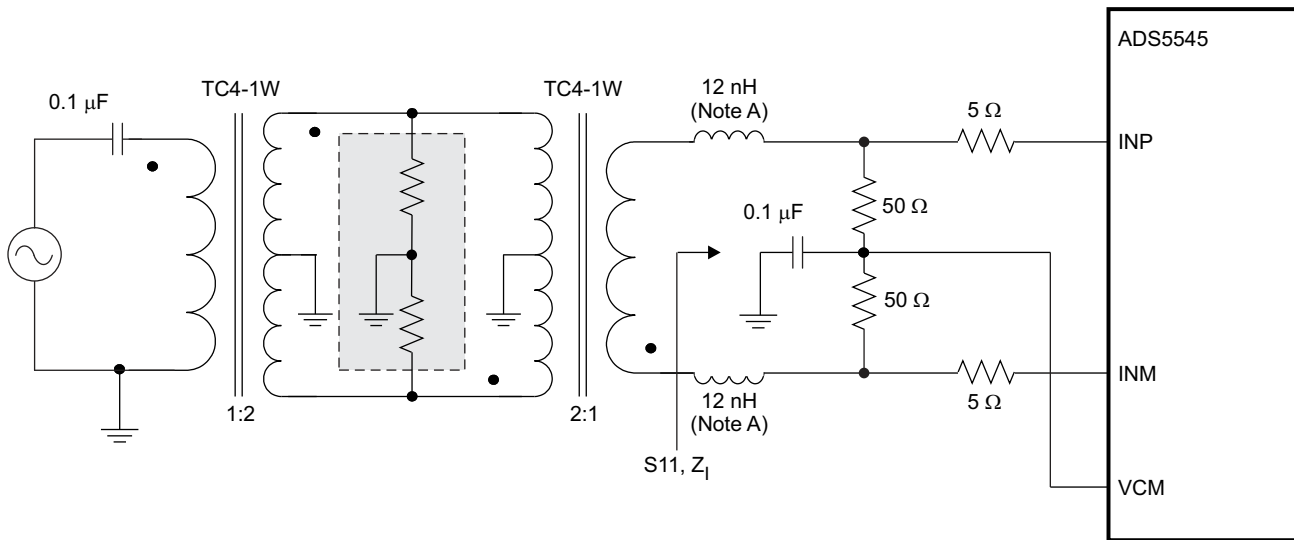 ADS5545
TC4-1W
TC4-1W
12 nH
(Note A)
0.1 μF
5 Ω
INP
50 Ω
0.1 μF
50 Ω
INM
12 nH
(Note A)
5 Ω
1:2
2:1
S11, ZI
VCM